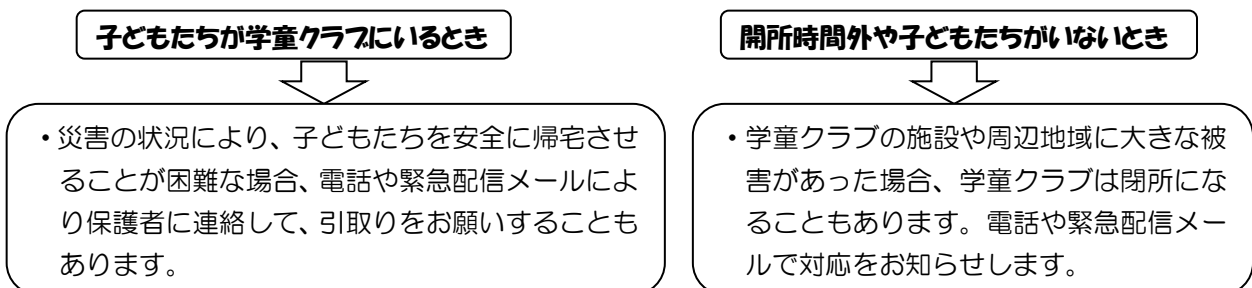 子どもたちが学童クラブにいるとき
・災害の状況により、子どもたちを安全に帰宅させ
ることが困難な場合、電話や緊急配信メールによ
り保護者に連絡して、引取りをお願いすることも
あります。
開所時間外や子どもたちがいないとき
・学童クラブの施設や周辺地域に大きな被
害があった場合、学童クラブは閉所にな
ることもあります。電話や緊急配信メー
ルで対応をお知らせします。